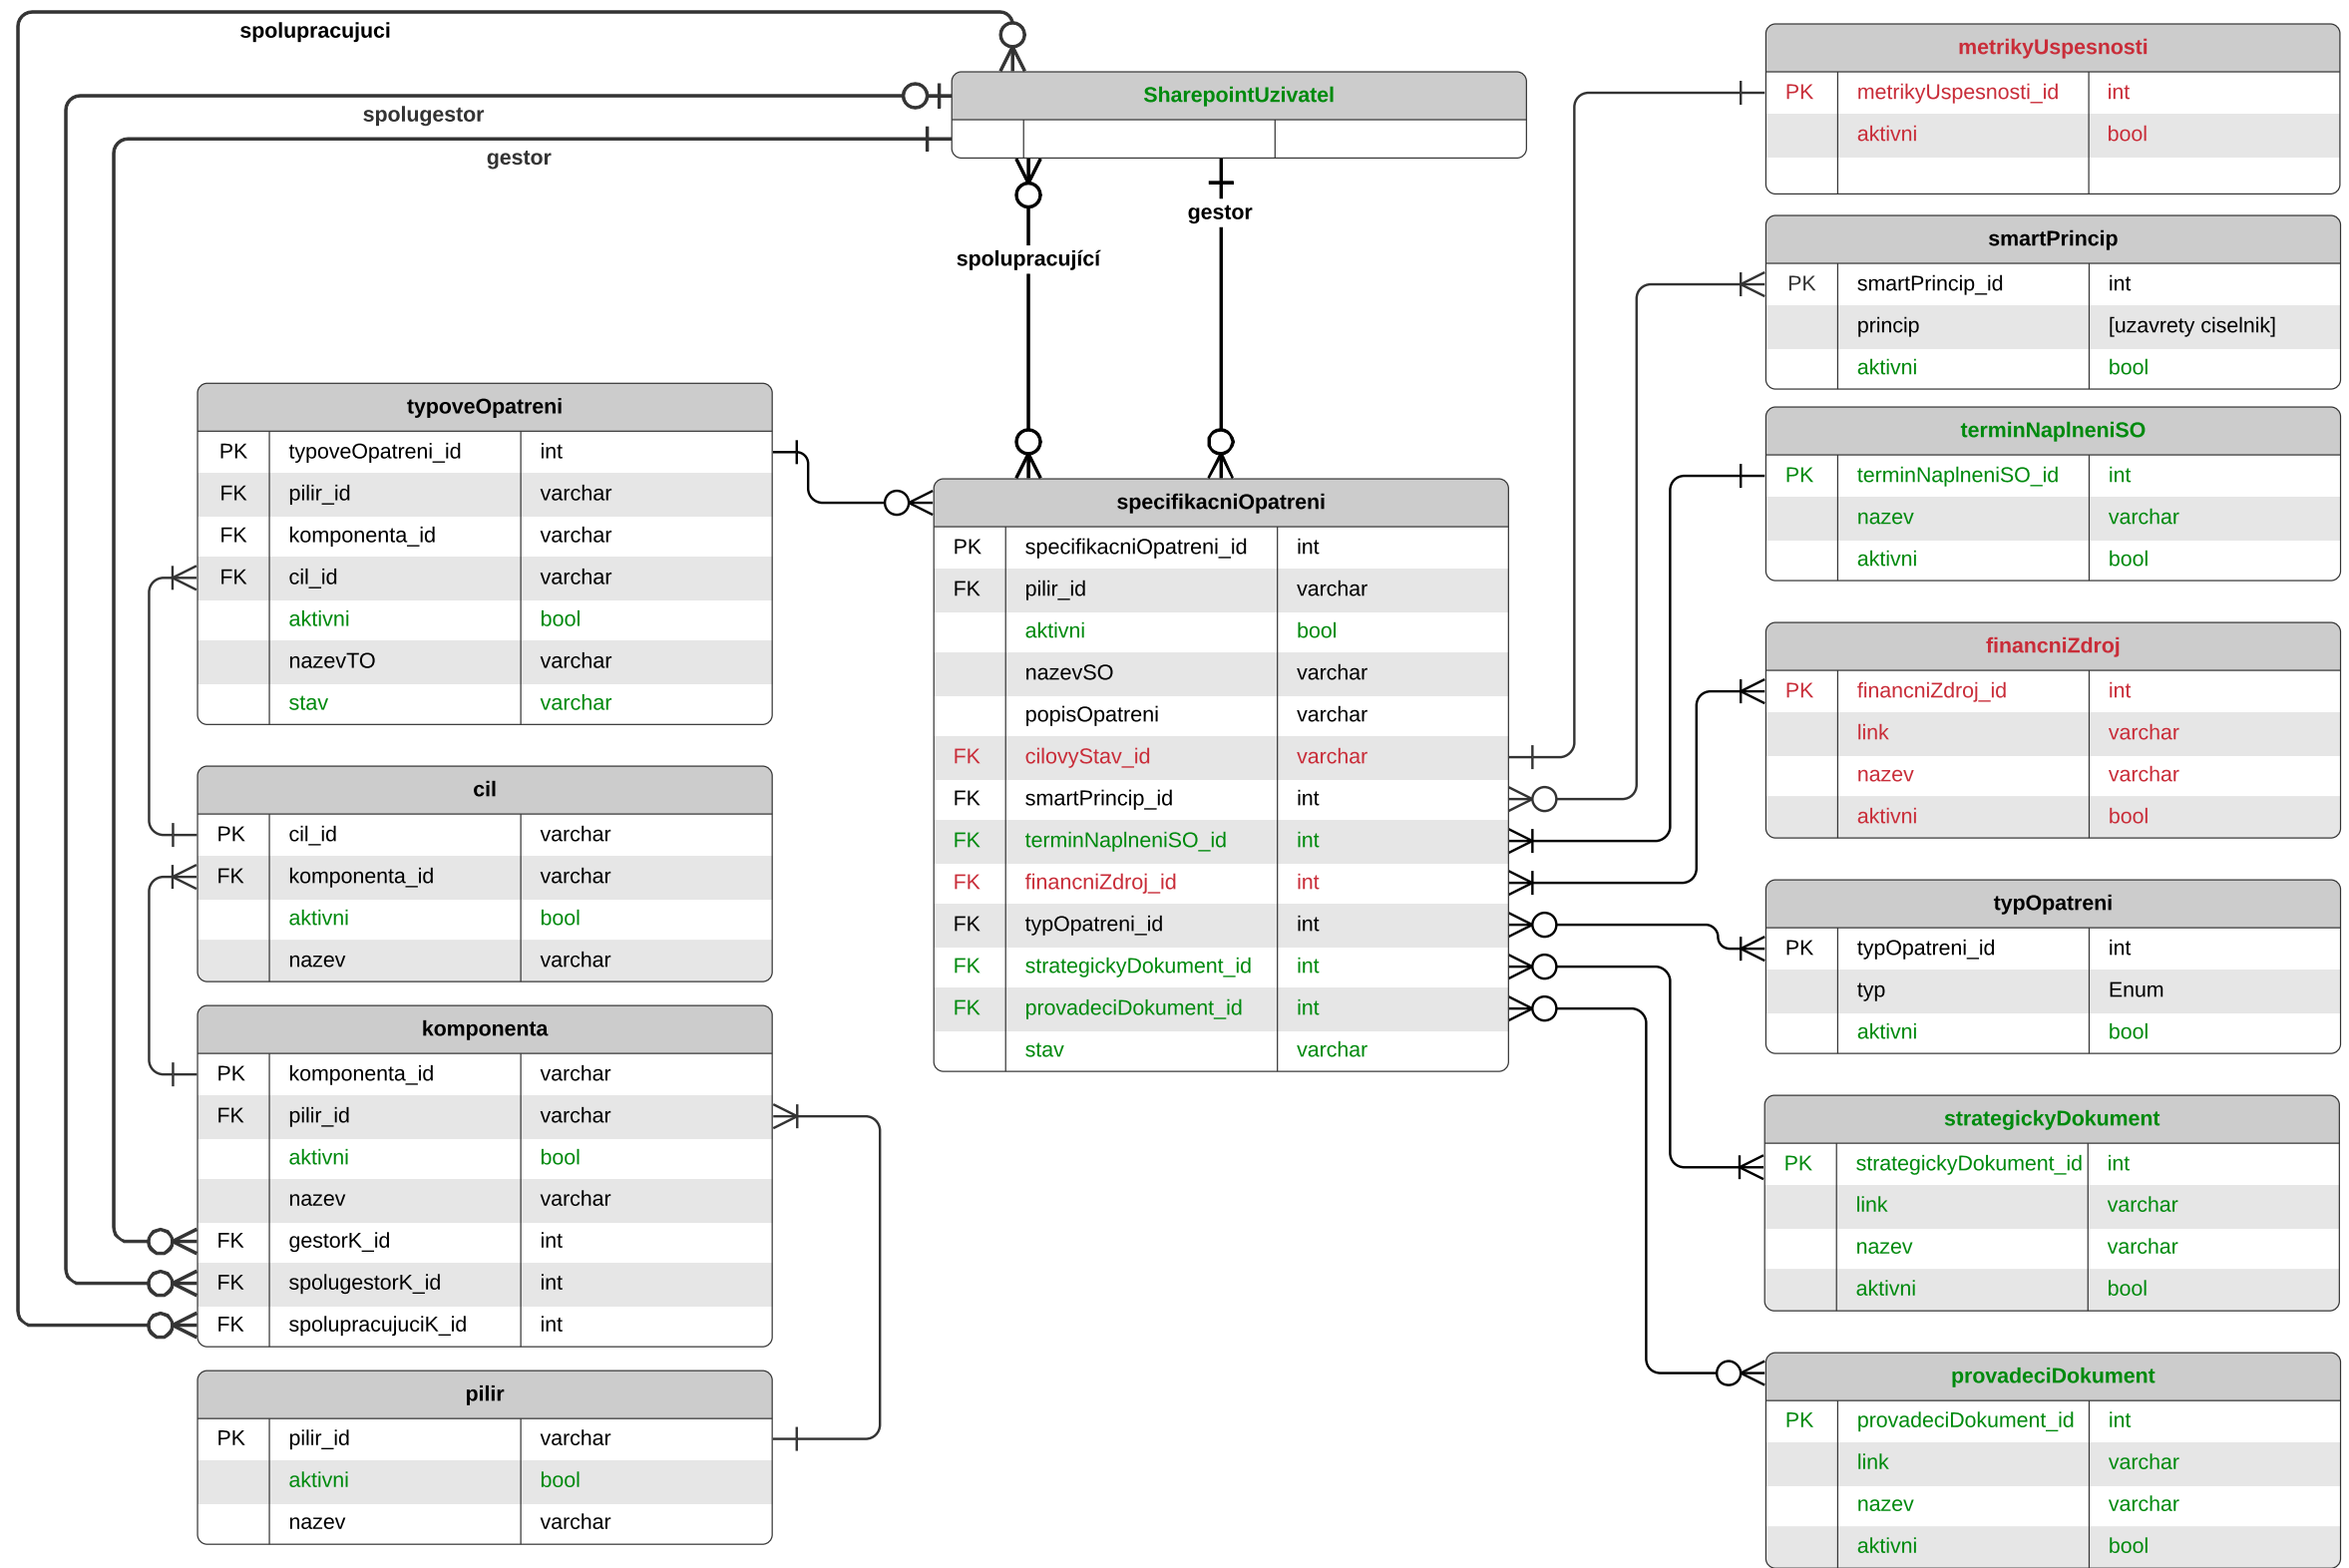 spolupracujuci
spolugestor
gestor
SharepointUzivatel
spolupracující
gestor
typoveOpatreni
PK typoveOpatreni_id int
FK pilir_id varchar
FK komponenta_id varchar
FK cil_id varchar
aktivni bool
nazevTO varchar
stav varchar
cil
PK cil_id varchar
FK komponenta_id varchar
aktivni bool
nazev varchar
komponenta
PK komponenta_id varchar
FK pilir_id varchar
aktivni bool
nazev varchar
FK gestorK_id int
FK spolugestorK_id int
FK spolupracujuciK_id int
pilir
PK pilir_id varchar
aktivni bool
nazev varchar
specifikacniOpatreni
PK specifikacniOpatreni_id int
FK pilir_id varchar
aktivni bool
nazevSO varchar
popisOpatreni varchar
FK cilovyStav_id varchar
FK smartPrincip_id int
FK terminNaplneniSO_id int
FK financniZdroj_id int
FK typOpatreni_id int
FK strategickyDokument_id int
FK provadeciDokument_id int
stav varchar
metrikyUspesnosti
PK metrikyUspesnosti_id int
aktivni bool
smartPrincip
PK smartPrincip_id int
princip [uzavrety ciselnik]
aktivni bool
terminNaplneniSO
PK terminNaplneniSO_id int
nazev varchar
aktivni bool
financniZdroj
PK financniZdroj_id int
link varchar
nazev varchar
aktivni bool
typOpatreni
PK typOpatreni_id int
typ Enum
aktivni bool
strategickyDokument
PK strategickyDokument_id int
link varchar
nazev varchar
aktivni bool
provadeciDokument
PK provadeciDokument_id int
link varchar
nazev varchar
aktivni bool